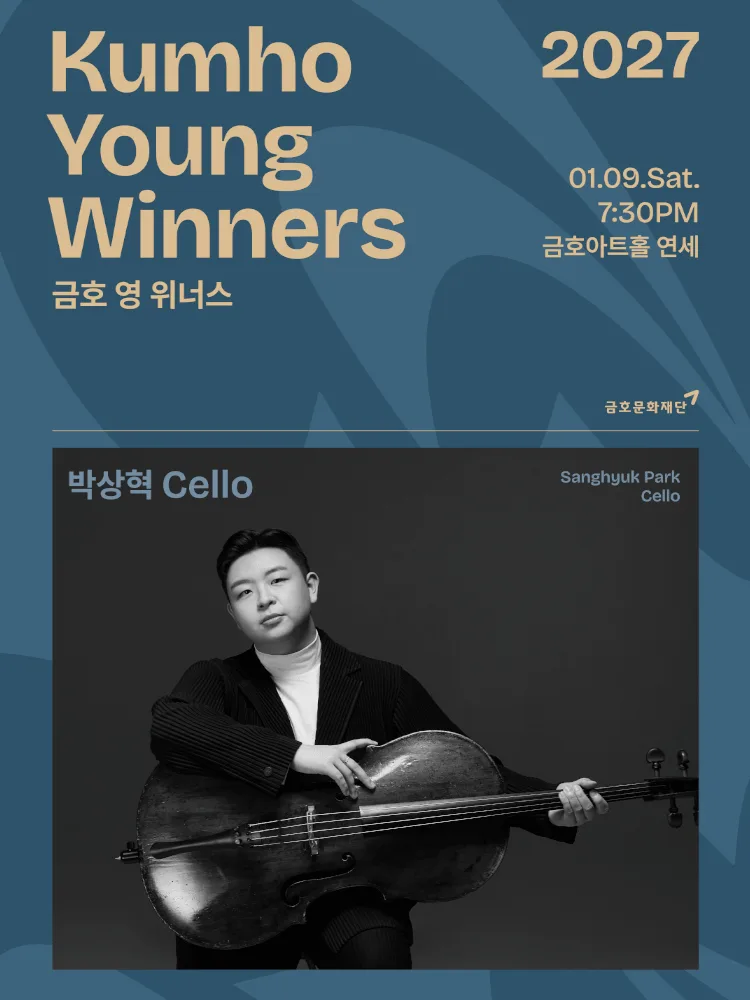 Kumho
Young
Winners
금호 영 위너스
2027
01.09.Sat.
7:30PM
금호아트홀 연세
금호문화재단
박상혁 Cello
Sanghyuk Park
Cello